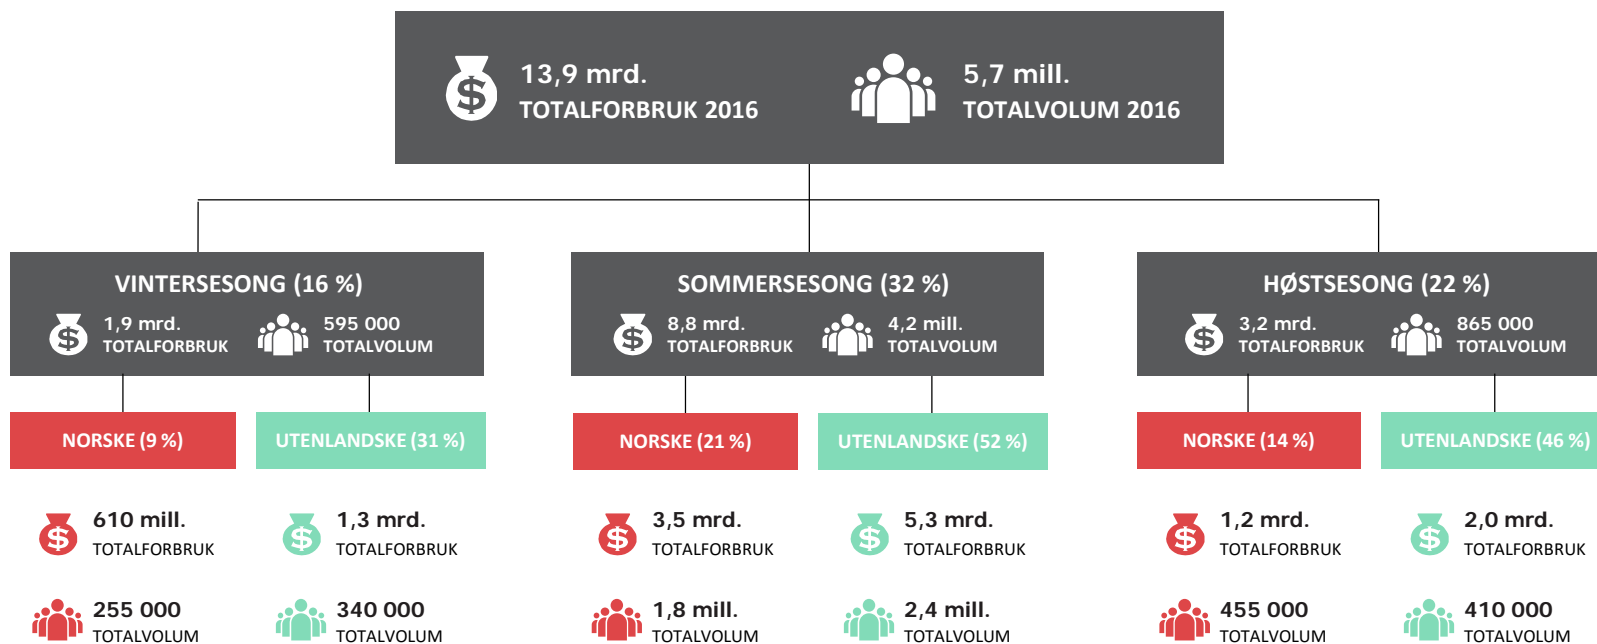 13,9 mrd.
TOTALFORBRUK 2016
5,7 mill.
TOTALVOLUM 2016
VINTERSESONG (16 %)
1,9 mrd.
TOTALFORBRUK
595 000
TOTALVOLUM
SOMMERSESONG (32 %)
8,8 mrd.
TOTALFORBRUK
4,2 mill.
TOTALVOLUM
HØSTSESONG (22 %)
3,2 mrd.
TOTALFORBRUK
865 000
TOTALVOLUM
NORSKE (9 %)
UTENLANDSKE (31 %)
NORSKE (21 %)
UTENLANDSKE (52 %)
NORSKE (14 %)
UTENLANDSKE (46 %)
610 mill.
TOTALFORBRUK
1,3 mrd.
TOTALFORBRUK
3,5 mrd.
TOTALFORBRUK
5,3 mrd.
TOTALFORBRUK
1,2 mrd.
TOTALFORBRUK
2,0 mrd.
TOTALFORBRUK
255 000
TOTALVOLUM
340 000
TOTALVOLUM
1,8 mill.
TOTALVOLUM
2,4 mill.
TOTALVOLUM
455 000
TOTALVOLUM
410 000
TOTALVOLUM